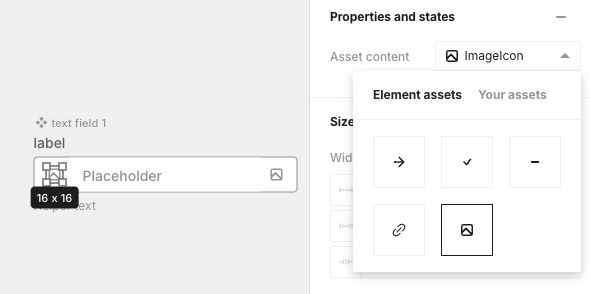 Properties and states
Asset content
ImageIcon
Element assets
Your assets
Size
Wid
text field 1
label
Placeholder
16 x 16
text